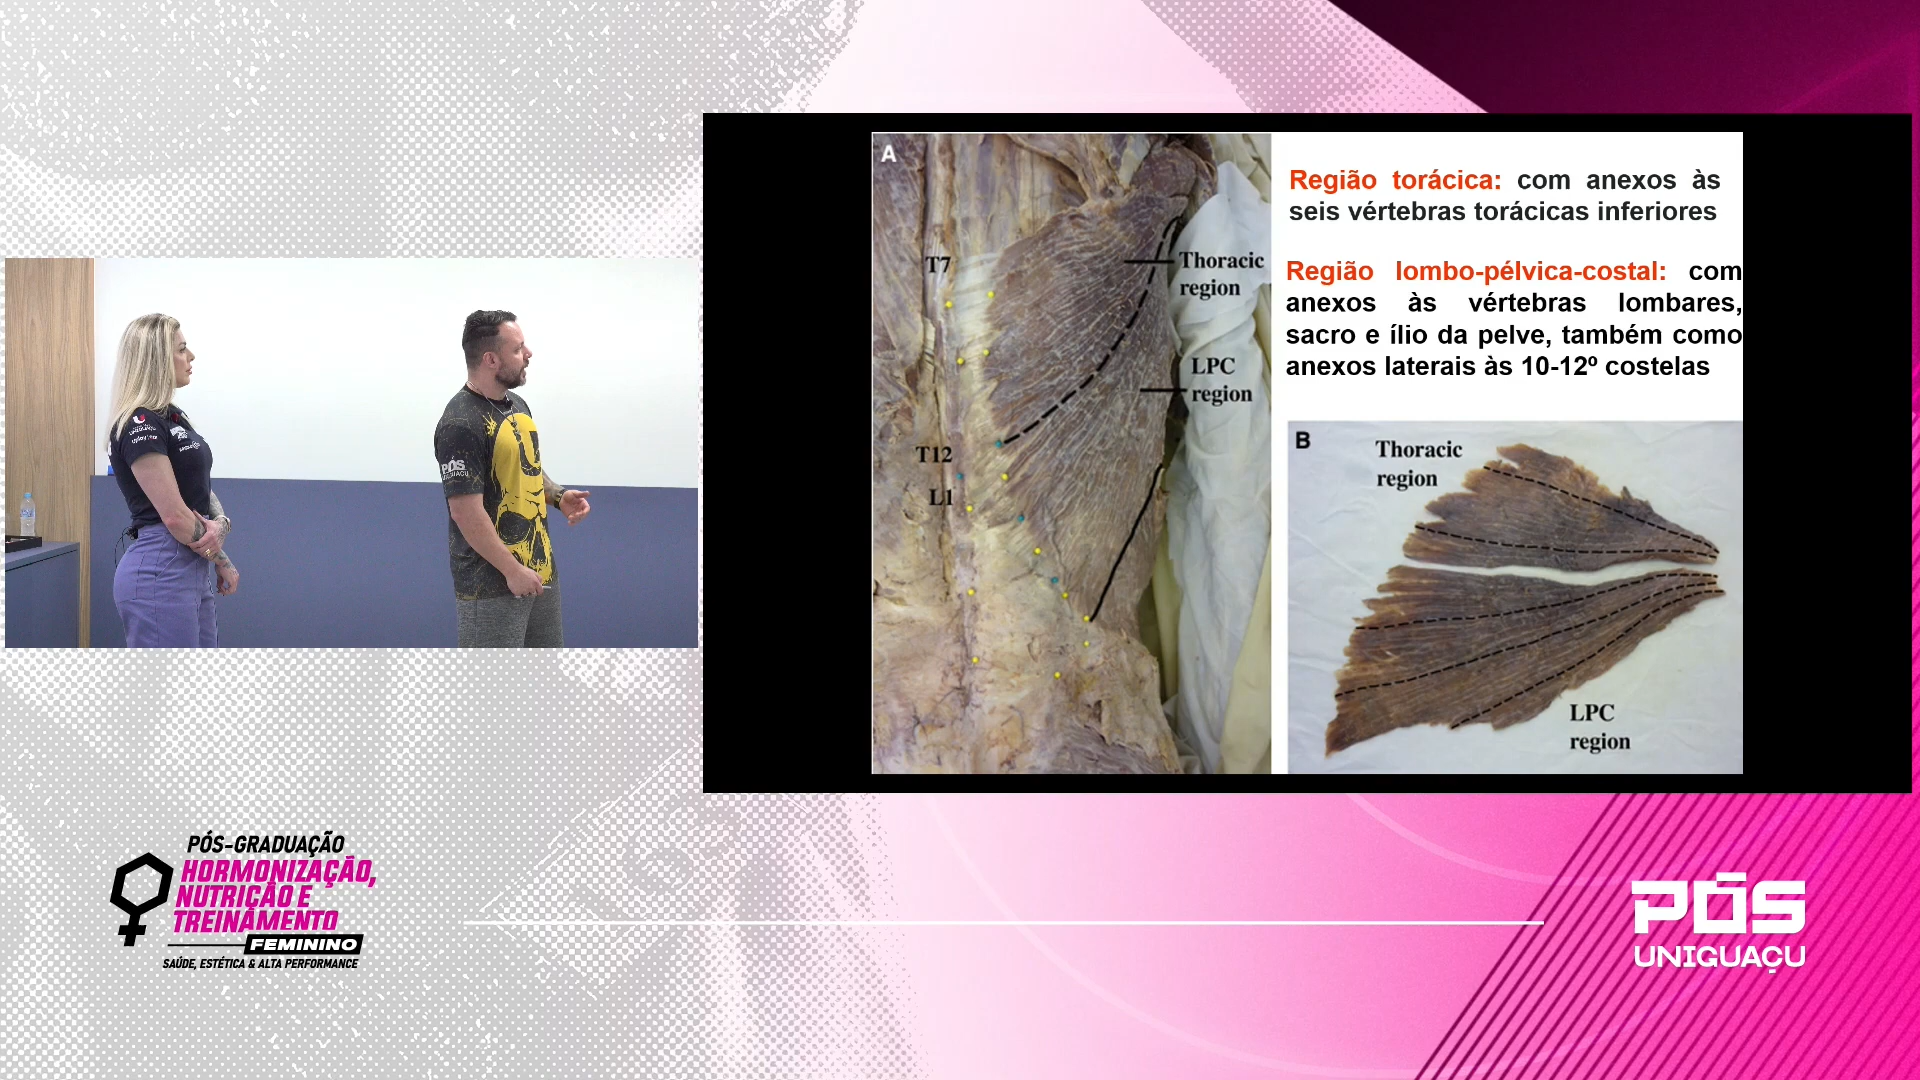 A
T7
T12
L1
Thoracic
region
LPC
region
Região torácica: com anexos às
seis vértebras torácicas inferiores
Região lombo-pélvica-costal: com
anexos às vértebras lombares,
sacro e ílio da pelve, também como
anexos laterais às 10-12º costelas
B
Thoracic
region
LPC
region
PÓS
UNIGUAÇU
PÓS-GRADUAÇÃO
HORMONIZAÇÃO,
NUTRIÇÃO E
TREINAMENTO
FEMININO
SAÚDE, ESTÉTICA & ALTA PERFORMANCE
PÓS
UNIGUAÇU